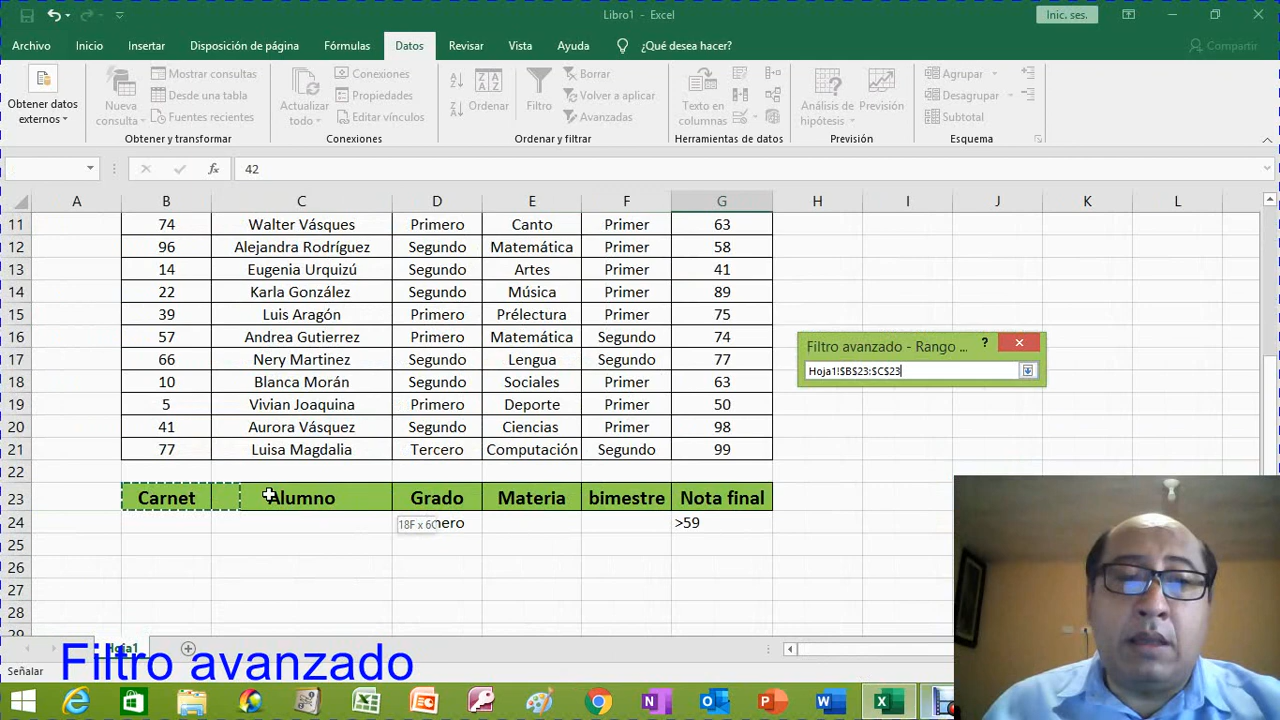 Libro1 - Excel
Inic. ses.
Archivo Inicio Insertar Disposición de página Fórmulas Datos Revisar Vista Ayuda ¿Qué desea hacer? Compartir
Obtener datos externos
Nueva consulta
Mostrar consultas
Desde una tabla
Fuentes recientes
Obtener y transformar
Actualizar todo
Conexiones
Propiedades
Editar vínculos
Conexiones
Ordenar
Filtro
Borrar
Volver a aplicar
Avanzadas
Ordenar y filtrar
Texto en columnas
Herramientas de datos
Análisis de hipótesis
Previsión
Previsión
Agrupar
Desagrupar
Subtotal
Esquema
fx 42
A B C D E F G H I J K L
11 74 Walter Vásques Primero Canto Primer 63
12 96 Alejandra Rodríguez Segundo Matemática Primer 58
13 14 Eugenia Urquizú Segundo Artes Primer 41
14 22 Karla González Segundo Música Primer 89
15 39 Luis Aragón Primero Prélectura Primer 75
16 57 Andrea Gutierrez Primero Matemática Segundo 74
17 66 Nery Martinez Segundo Lengua Segundo 77
18 10 Blanca Morán Segundo Sociales Primer 63
19 5 Vivian Joaquina Primero Deporte Primer 50
20 41 Aurora Vásquez Segundo Ciencias Primer 98
21 77 Luisa Magdalia Tercero Computación Segundo 99
22
23 Carnet Alumno Grado Materia bimestre Nota final
24 nero >59
25
26
27
28
29
Filtro avanzado - Rango ... ?
Hoja1!$B$23:$C$23
Hoja1
Señalar
Filtro avanzado